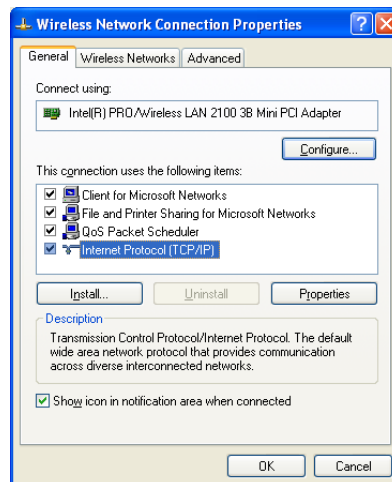 Wireless Network Connection Properties
General Wireless Networks Advanced
Connect using:
Intel(R) PRO/Wireless LAN 2100 3B Mini PCI Adapter
Configure...
This connection uses the following items:
Client for Microsoft Networks
File and Printer Sharing for Microsoft Networks
QoS Packet Scheduler
Internet Protocol (TCP/IP)
Install... Uninstall Properties
Description
Transmission Control Protocol/Internet Protocol. The default
wide area network protocol that provides communication
across diverse interconnected networks.
Show icon in notification area when connected
OK Cancel